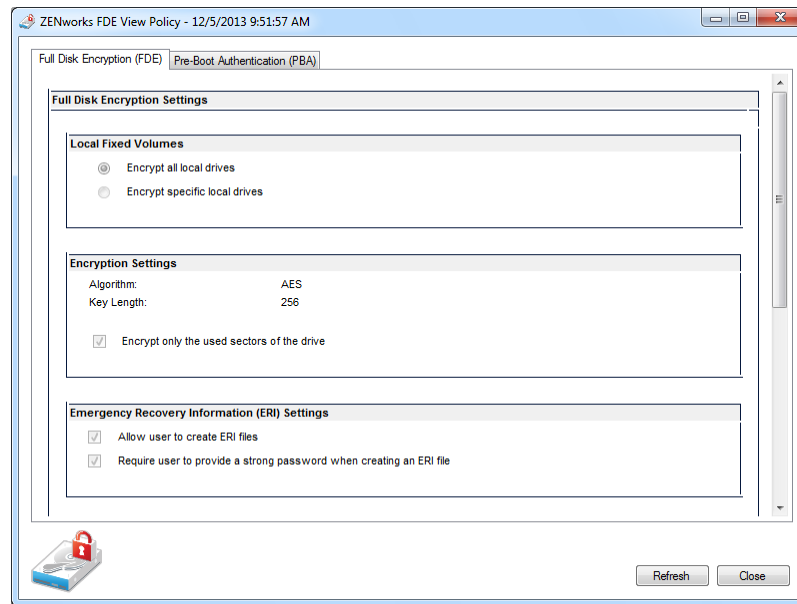 ZENworks FDE View Policy - 12/5/2013 9:51:57 AM
Full Disk Encryption (FDE) Pre-Boot Authentication (PBA)
Full Disk Encryption Settings
Local Fixed Volumes
Encrypt all local drives
Encrypt specific local drives
Encryption Settings
Algorithm: AES
Key Length: 256
Encrypt only the used sectors of the drive
Emergency Recovery Information (ERI) Settings
Allow user to create ERI files
Require user to provide a strong password when creating an ERI file
Refresh Close